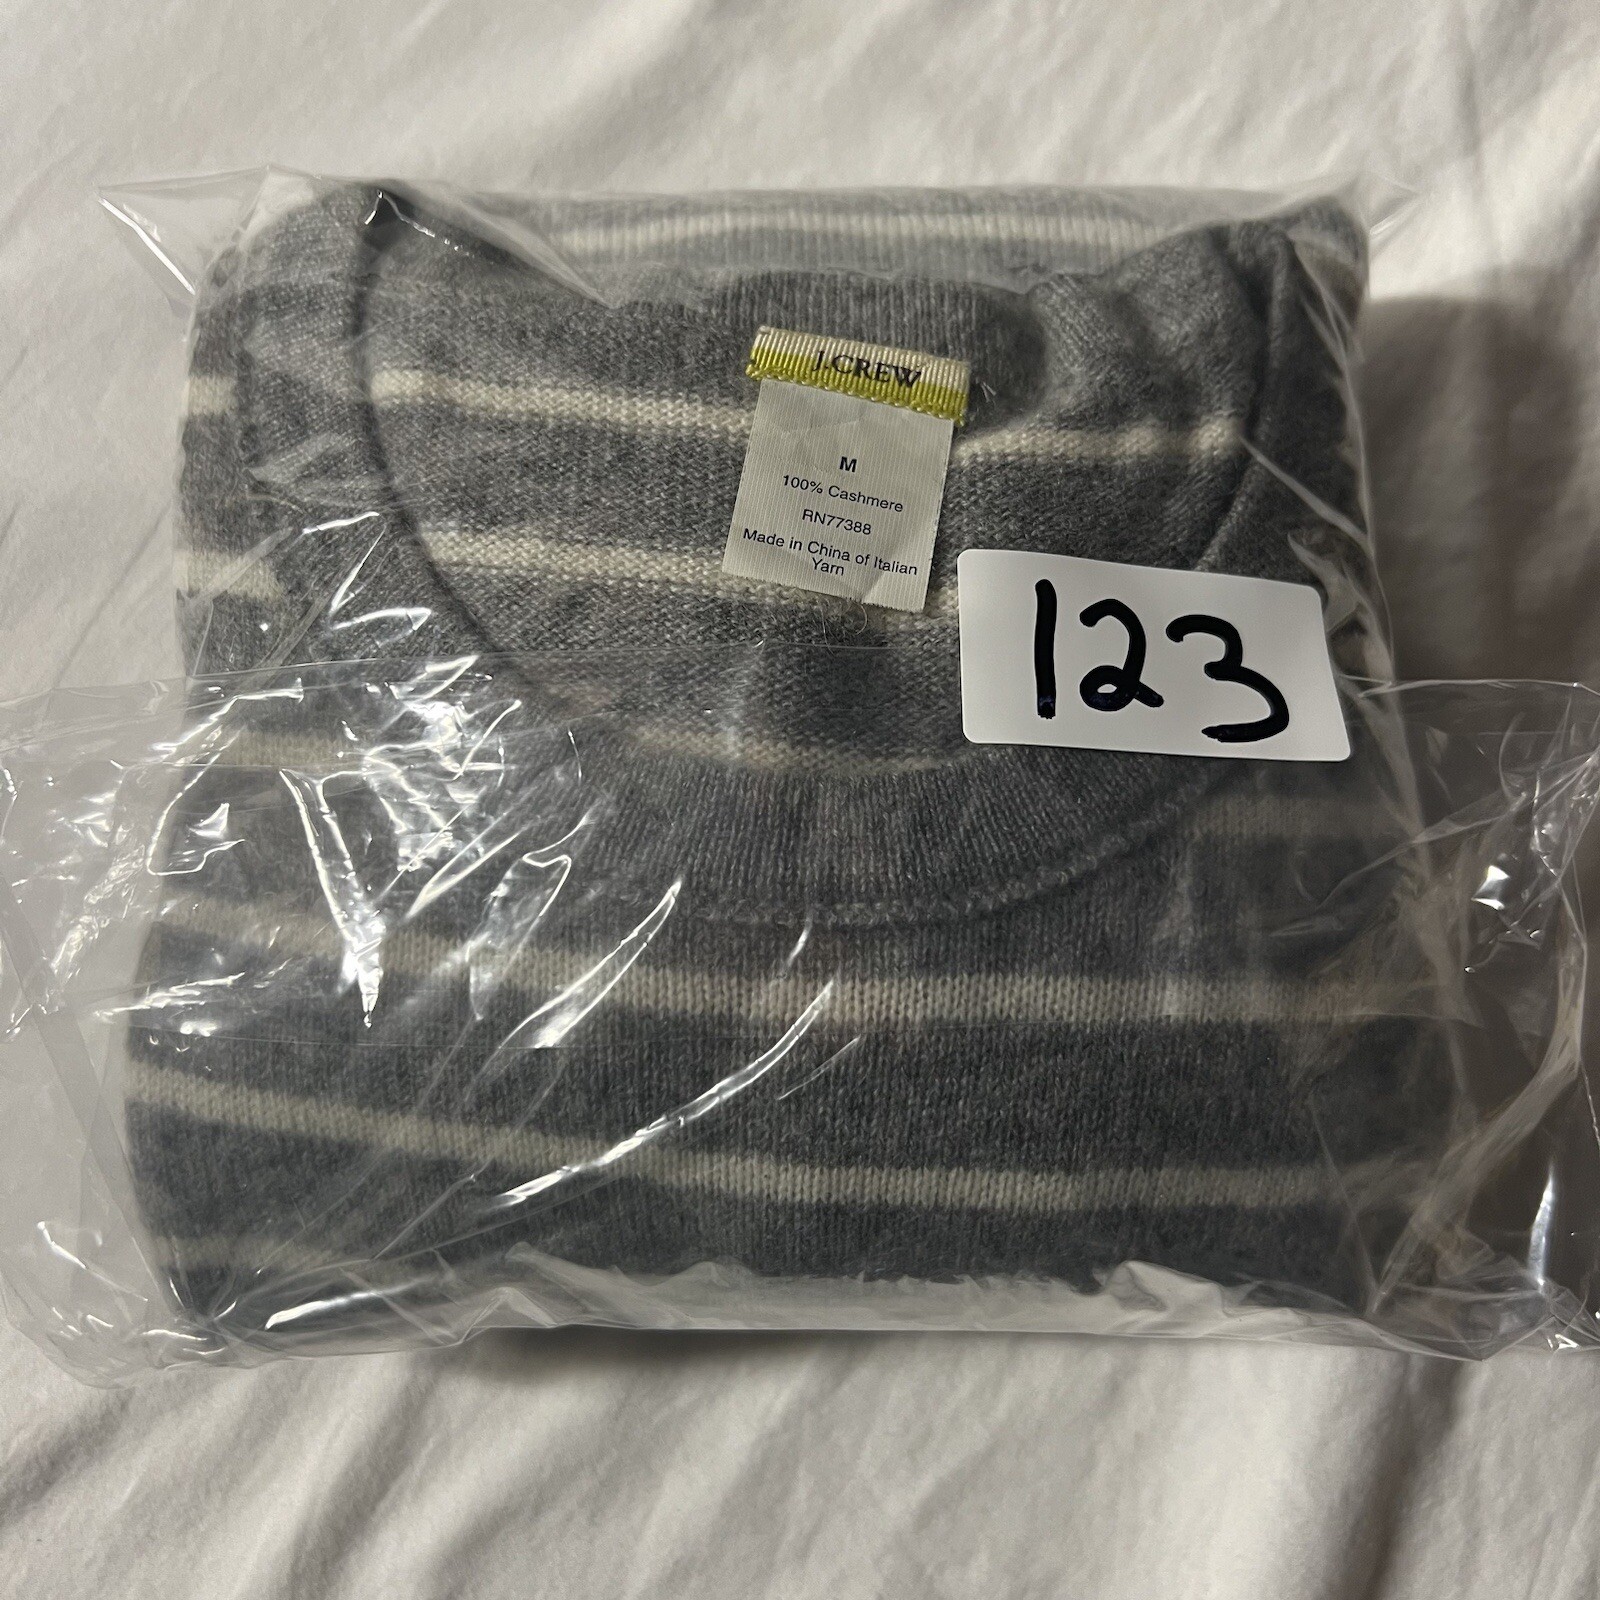 J.CREW
M
100% Cashmere
RN77388
Made in China of Italian
Yarn
123